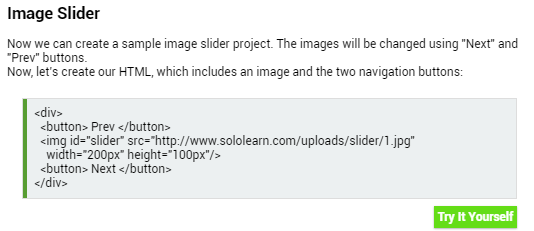 Image Slider
Now we can create a sample image slider project. The images will be changed using "Next" and
"Prev" buttons.
Now, let's create our HTML, which includes an image and the two navigation buttons:
<div>
<button> Prev </button>
<img id="slider" src="http://www.sololearn.com/uploads/slider/1.jpg"
width="200px" height="100px"/>
<button> Next </button>
</div>
Try It Yourself